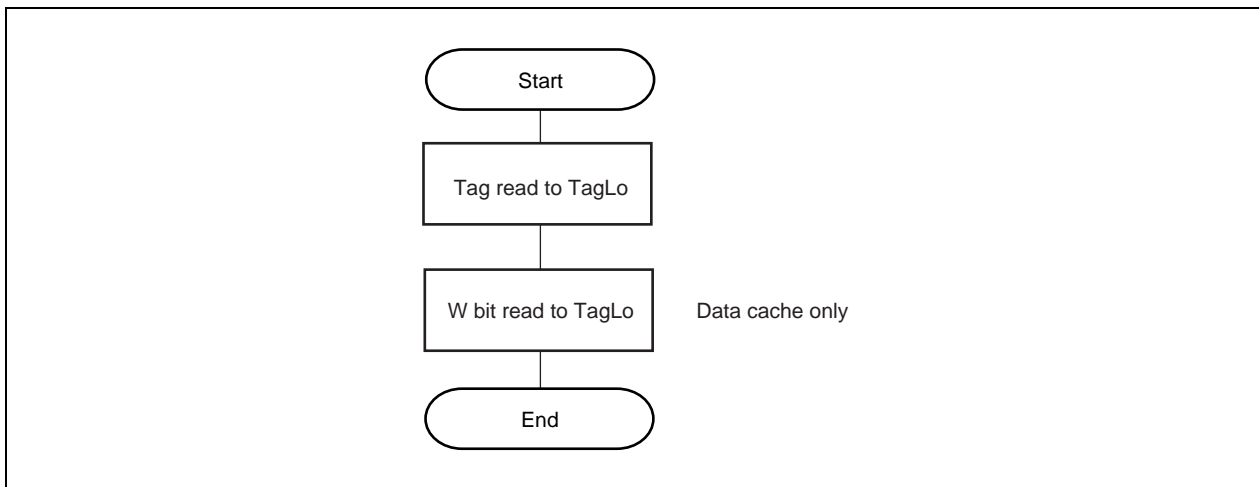 Start
Tag read to TagLo
W bit read to TagLo
Data cache only
End